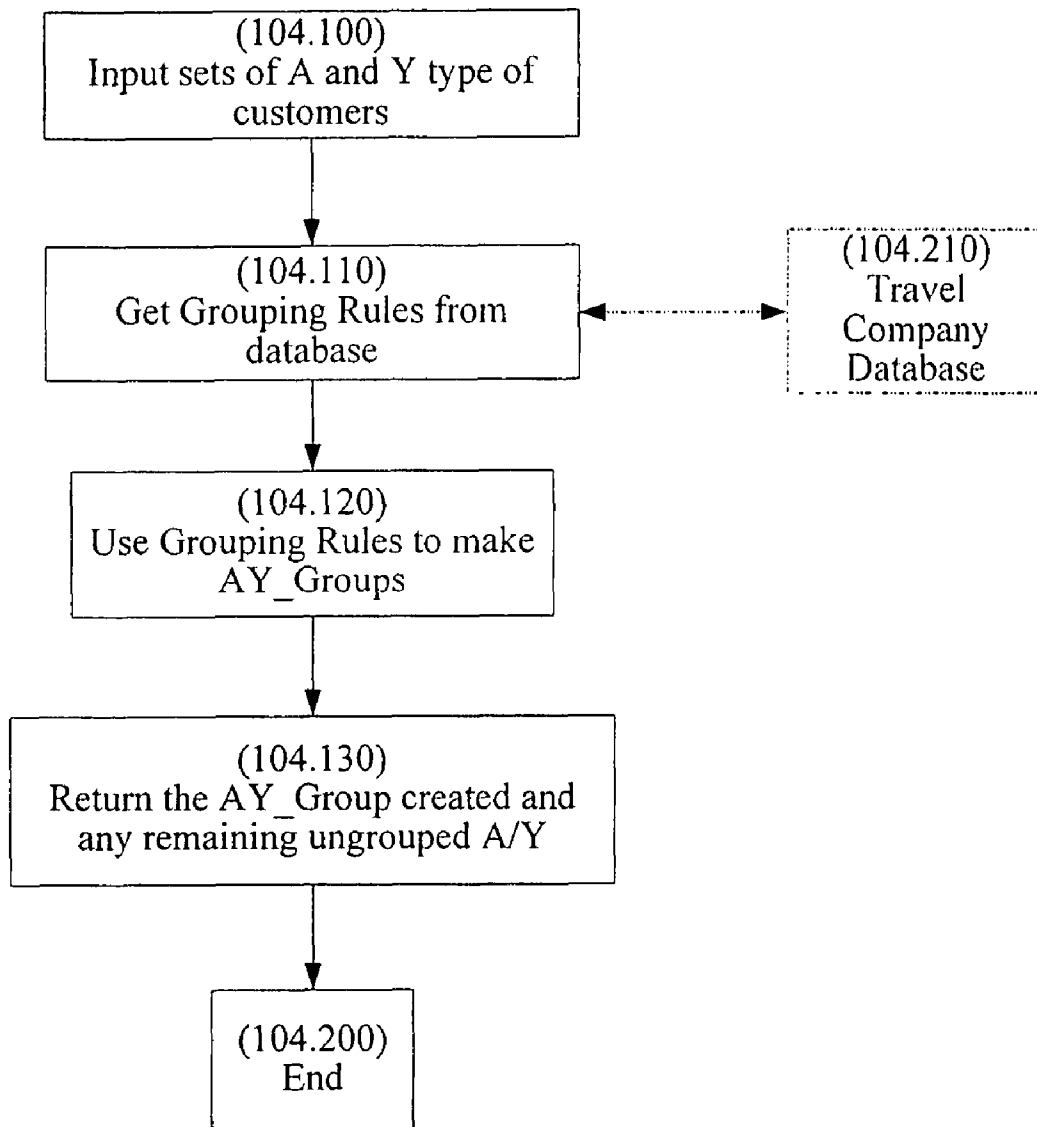 (104.100)
Input sets of A and Y type of
customers
(104.110)
Get Grouping Rules from
database
(104.210)
Travel
Company
Database
(104.120)
Use Grouping Rules to make
AY_Groups
(104.130)
Return the AY_Group created and
any remaining ungrouped A/Y
(104.200)
End